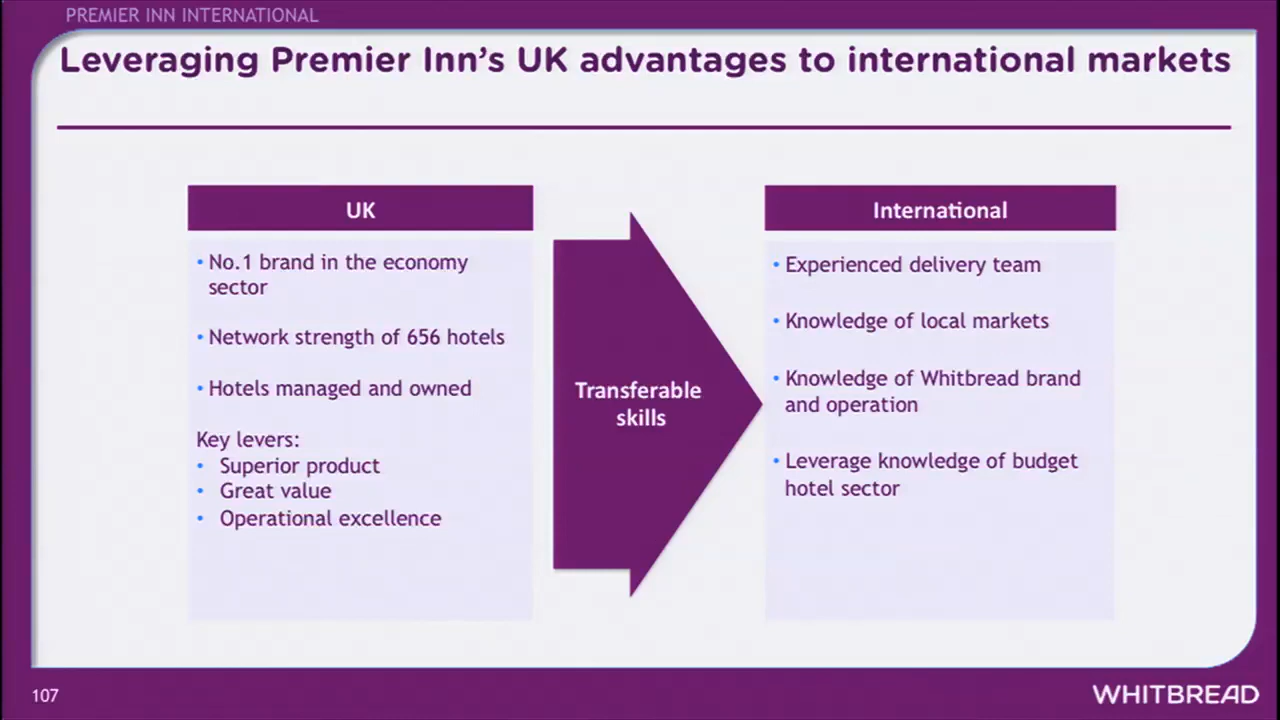 PREMIER INN INTERNATIONAL
Leveraging Premier Inn's UK advantages to international markets
UK
• No.1 brand in the economy
sector
• Network strength of 656 hotels
• Hotels managed and owned
Key levers:
• Superior product
• Great value
• Operational excellence
Transferable
skills
International
• Experienced delivery team
• Knowledge of local markets
• Knowledge of Whitbread brand
and operation
• Leverage knowledge of budget
hotel sector
107
WHITBREAD